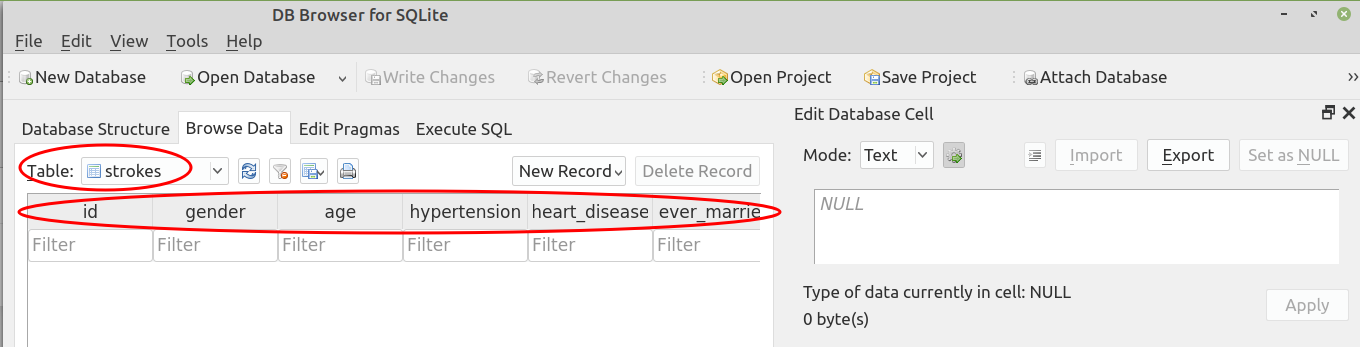 DB Browser for SQLite
File Edit View Tools Help
New Database Open Database Write Changes Revert Changes Open Project Save Project Attach Database »
Edit Database Cell
Database Structure Browse Data Edit Pragmas Execute SQL
Mode: Text Import Export Set as NULL
Table: strokes New Record Delete Record
id gender age hypertension heart_disease ever_marrie
NULL
Filter Filter Filter Filter Filter Filter
Type of data currently in cell: NULL
0 byte(s)
Apply